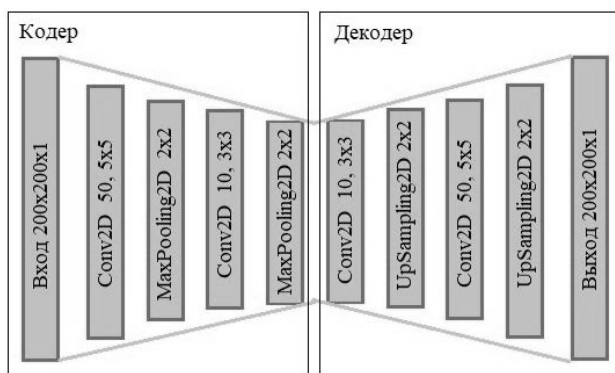 Кодер
Вход 200x200x1
Conv2D 50, 5x5
MaxPooling2D 2x2
Conv2D 10, 3x3
MaxPooling2D 2x2
Декодер
Conv2D 10, 3x3
UpSampling2D 2x2
Conv2D 50, 5x5
UpSampling2D 2x2
Выход 200x200x1